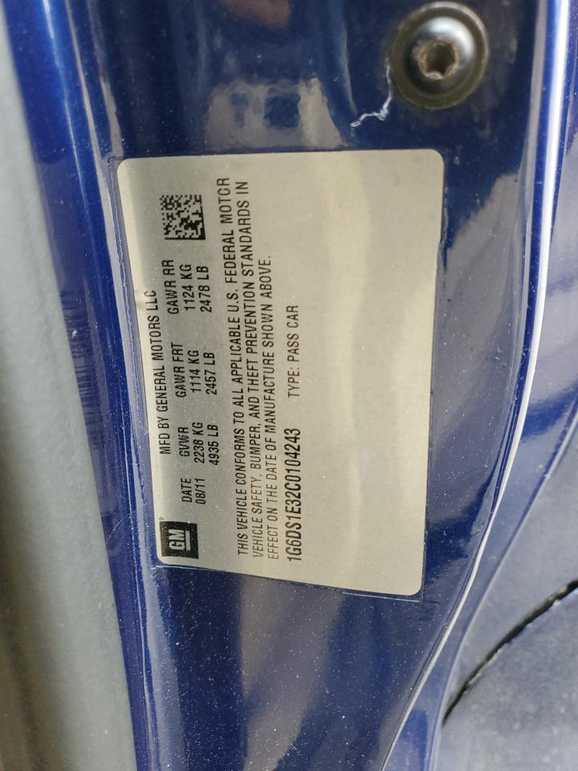 GM
MFD BY GENERAL MOTORS LLC
DATE GVWR GAWR FRT GAWR RR
08/11 2238 KG 1114 KG 1124 KG
4935 LB 2457 LB 2478 LB
THIS VEHICLE CONFORMS TO ALL APPLICABLE U.S. FEDERAL MOTOR
VEHICLE SAFETY, BUMPER, AND THEFT PREVENTION STANDARDS IN
EFFECT ON THE DATE OF MANUFACTURE SHOWN ABOVE.
1G6DS1E32C0104243 TYPE: PASS CAR